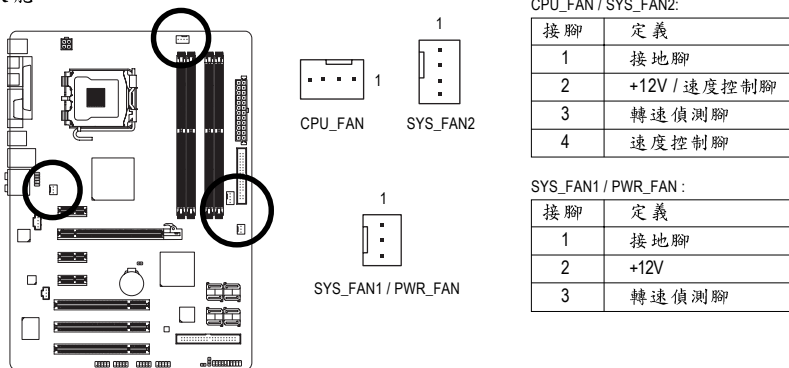 CPU_FAN / SYS_FAN2:
接腳 定義
1 接地腳
2 +12V / 速度控制腳
3 轉速偵測腳
4 速度控制腳
1
1
CPU_FAN
SYS_FAN2
SYS_FAN1 / PWR_FAN :
接腳 定義
1 接地腳
2 +12V
3 轉速偵測腳
1
SYS_FAN1 / PWR_FAN